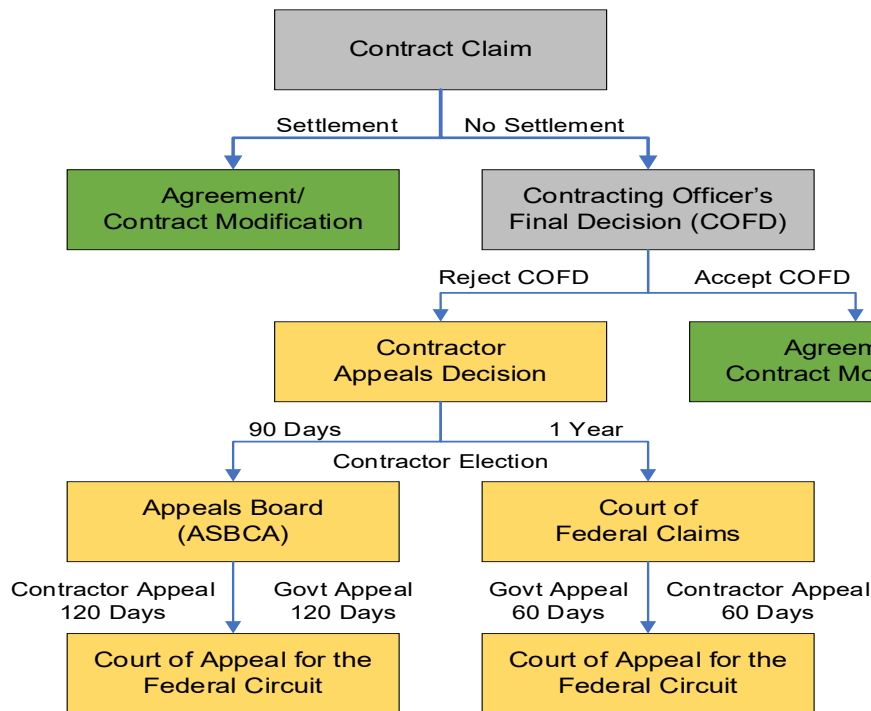 Contract Claim
Settlement
No Settlement
Agreement/
Contract Modification
Contracting Officer's
Final Decision (COFD)
Reject COFD
Accept COFD
Contractor
Appeals Decision
Agreem
Contract Mo
90 Days
1 Year
Contractor Election
Appeals Board
(ASBCA)
Court of
Federal Claims
Contractor Appeal
120 Days
Govt Appeal
120 Days
Govt Appeal
60 Days
Contractor Appeal
60 Days
Court of Appeal for the
Federal Circuit
Court of Appeal for the
Federal Circuit